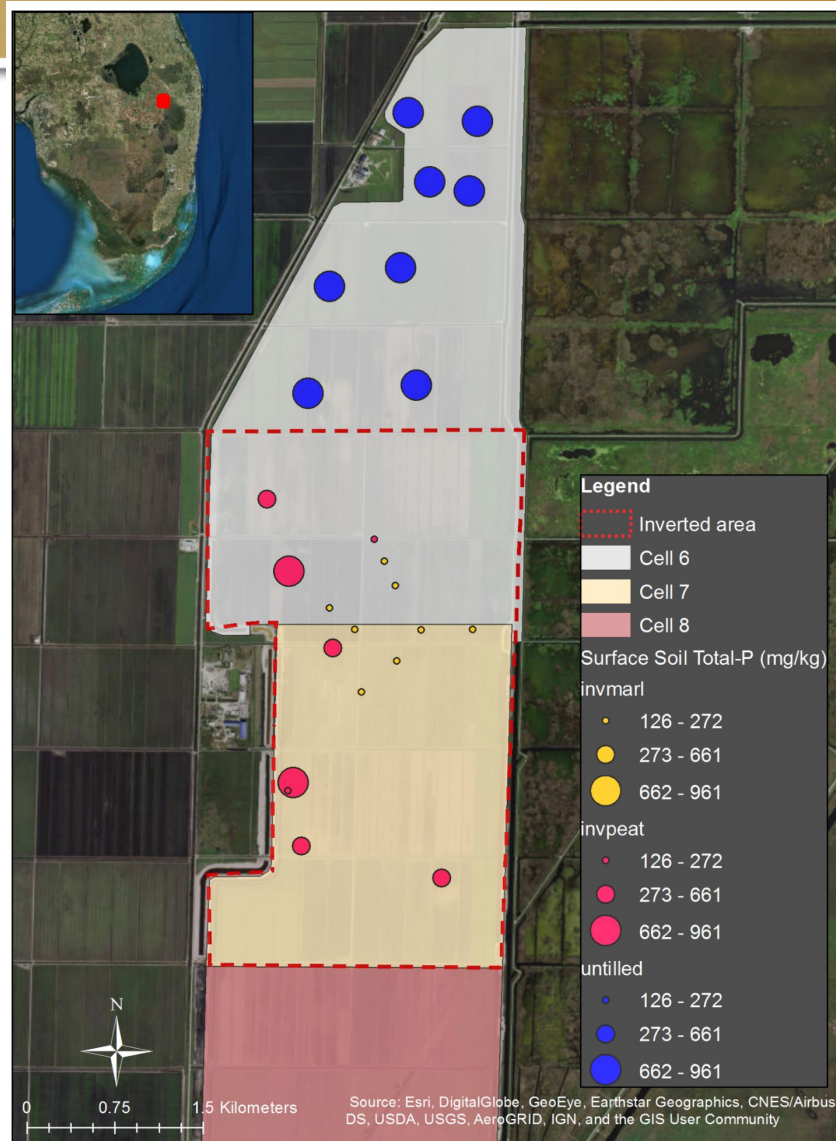 Legend
Inverted area
Cell 6
Cell 7
Cell 8
Surface Soil Total-P (mg/kg)
invmarl
126 - 272
273 - 661
662 - 961
invpeat
126 - 272
273 - 661
662 - 961
untilled
126 - 272
273 - 661
662 - 961
N
0 0.75 1.5 Kilometers
Source: Esri, DigitalGlobe, GeoEye, Earthstar Geographics, CNES/Airbus
DS, USDA, USGS, AeroGRID, IGN, and the GIS User Community